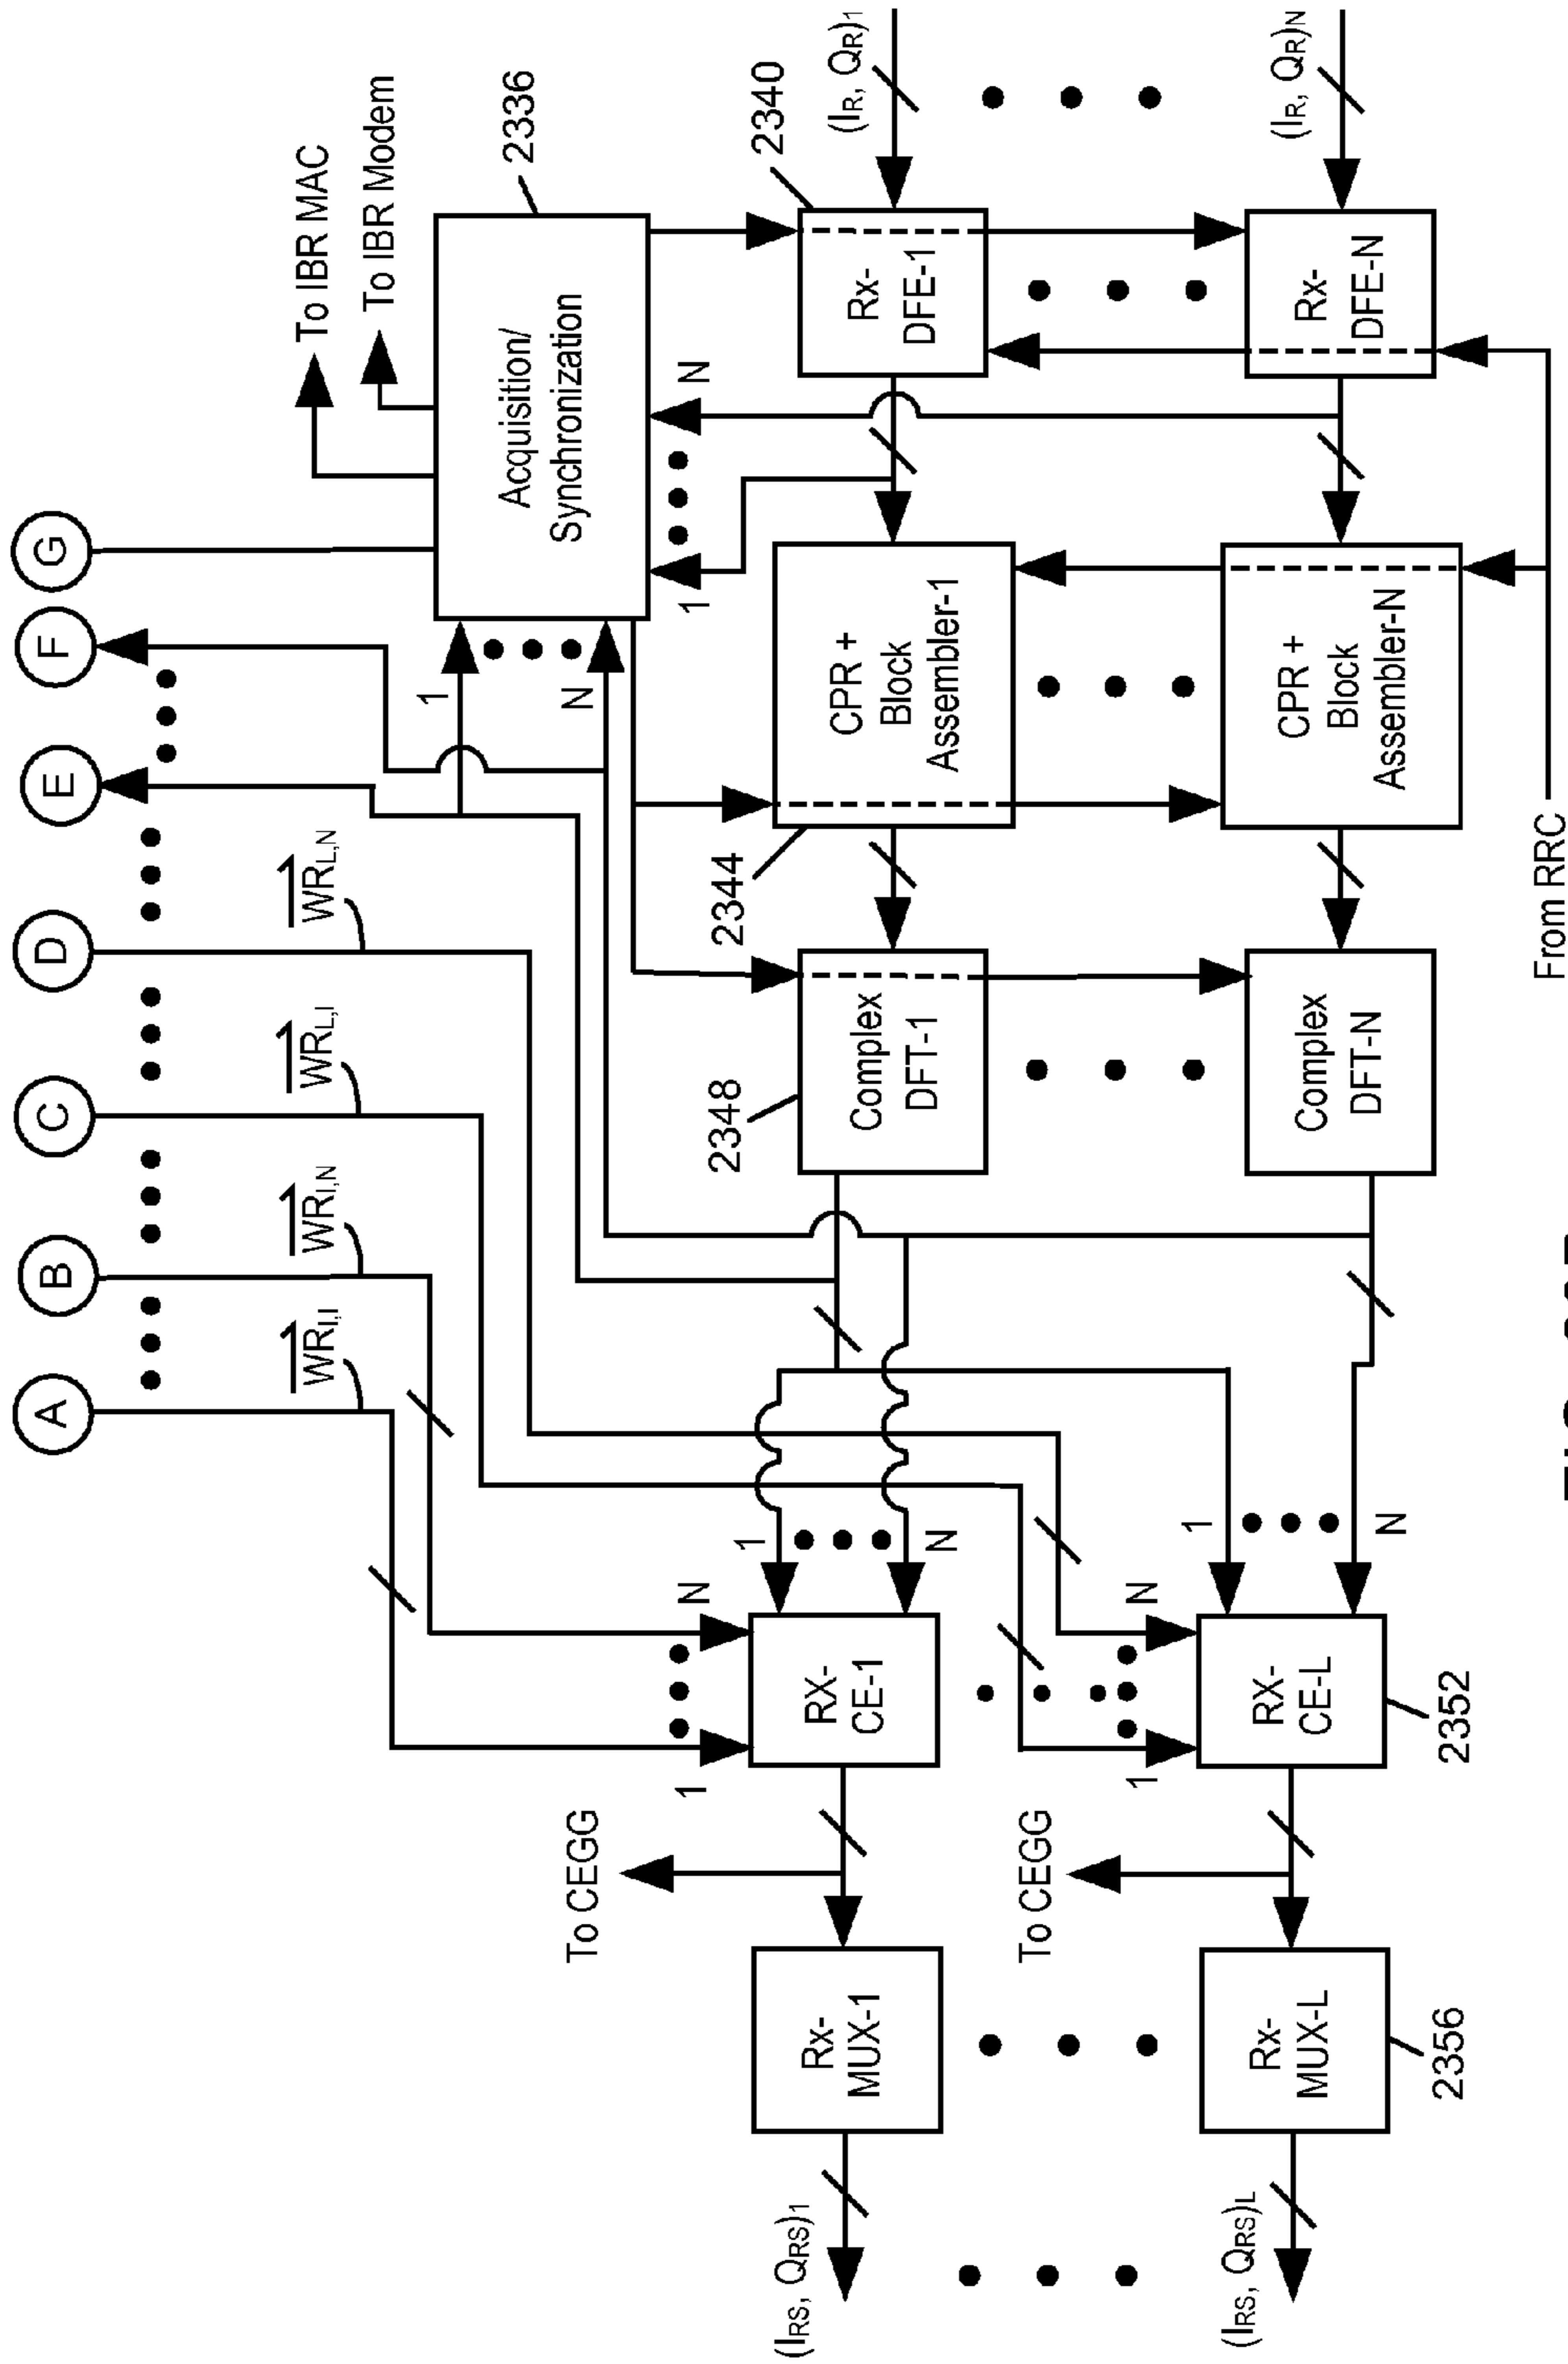 A
B
C
D
E
F
G
WRI,I
WRI,N
WRL,I
WRL,N
To IBR MAC
To IBR Modem
2336
Acquisition/
Synchronization
1
N
1
N
2340
(IR, QR)1
(IR, QR)N
Rx-
DFE-1
Rx-
DFE-N
2344
CPR +
Block
Assembler-1
CPR +
Block
Assembler-N
From RRC
2348
Complex
DFT-1
Complex
DFT-N
1
N
1
N
RX-
CE-1
1
N
1
N
RX-
CE-L
2352
To CEGG
To CEGG
Rx-
MUX-1
Rx-
MUX-L
2356
(IRS, QRS)1
(IRS, QRS)L